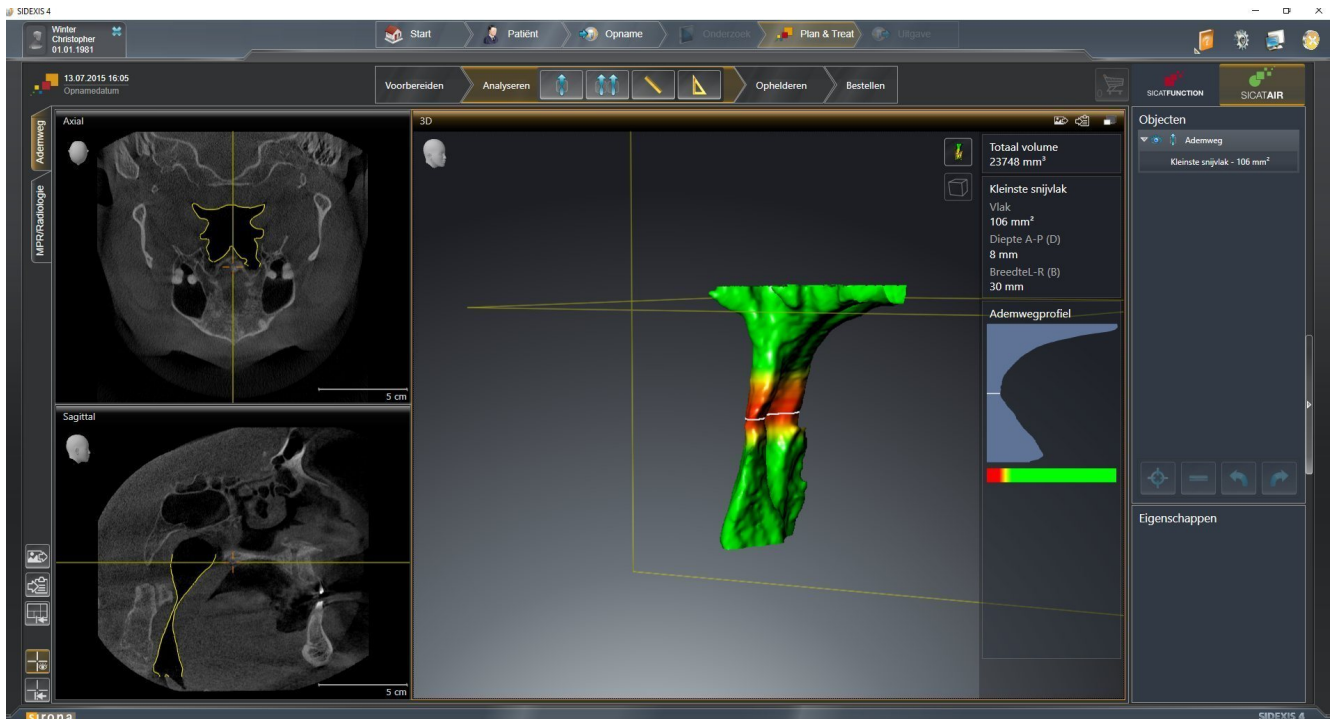 SIDEXIS 4
Winter
Christopher
01.01.1981
Start
Patiënt
Opname
Onderzoek
Plan & Treat
Uitgave
13.07.2015 16:05
Opnamedatum
Voorbereiden
Analyseren
Ophelderen
Bestellen
SICATFUNCTION
SICATAIR
Ademweg
MPR/Radiologie
Axial
5 cm
Sagittal
5 cm
3D
Totaal volume
23748 mm³
Kleinste snijvlak
Vlak
106 mm²
Diepte A-P (D)
8 mm
BreedteL-R (B)
30 mm
Ademwegprofiel
Objecten
Ademweg
Kleinste snijvlak - 106 mm²
Eigenschappen
sirona
SIDEXIS 4